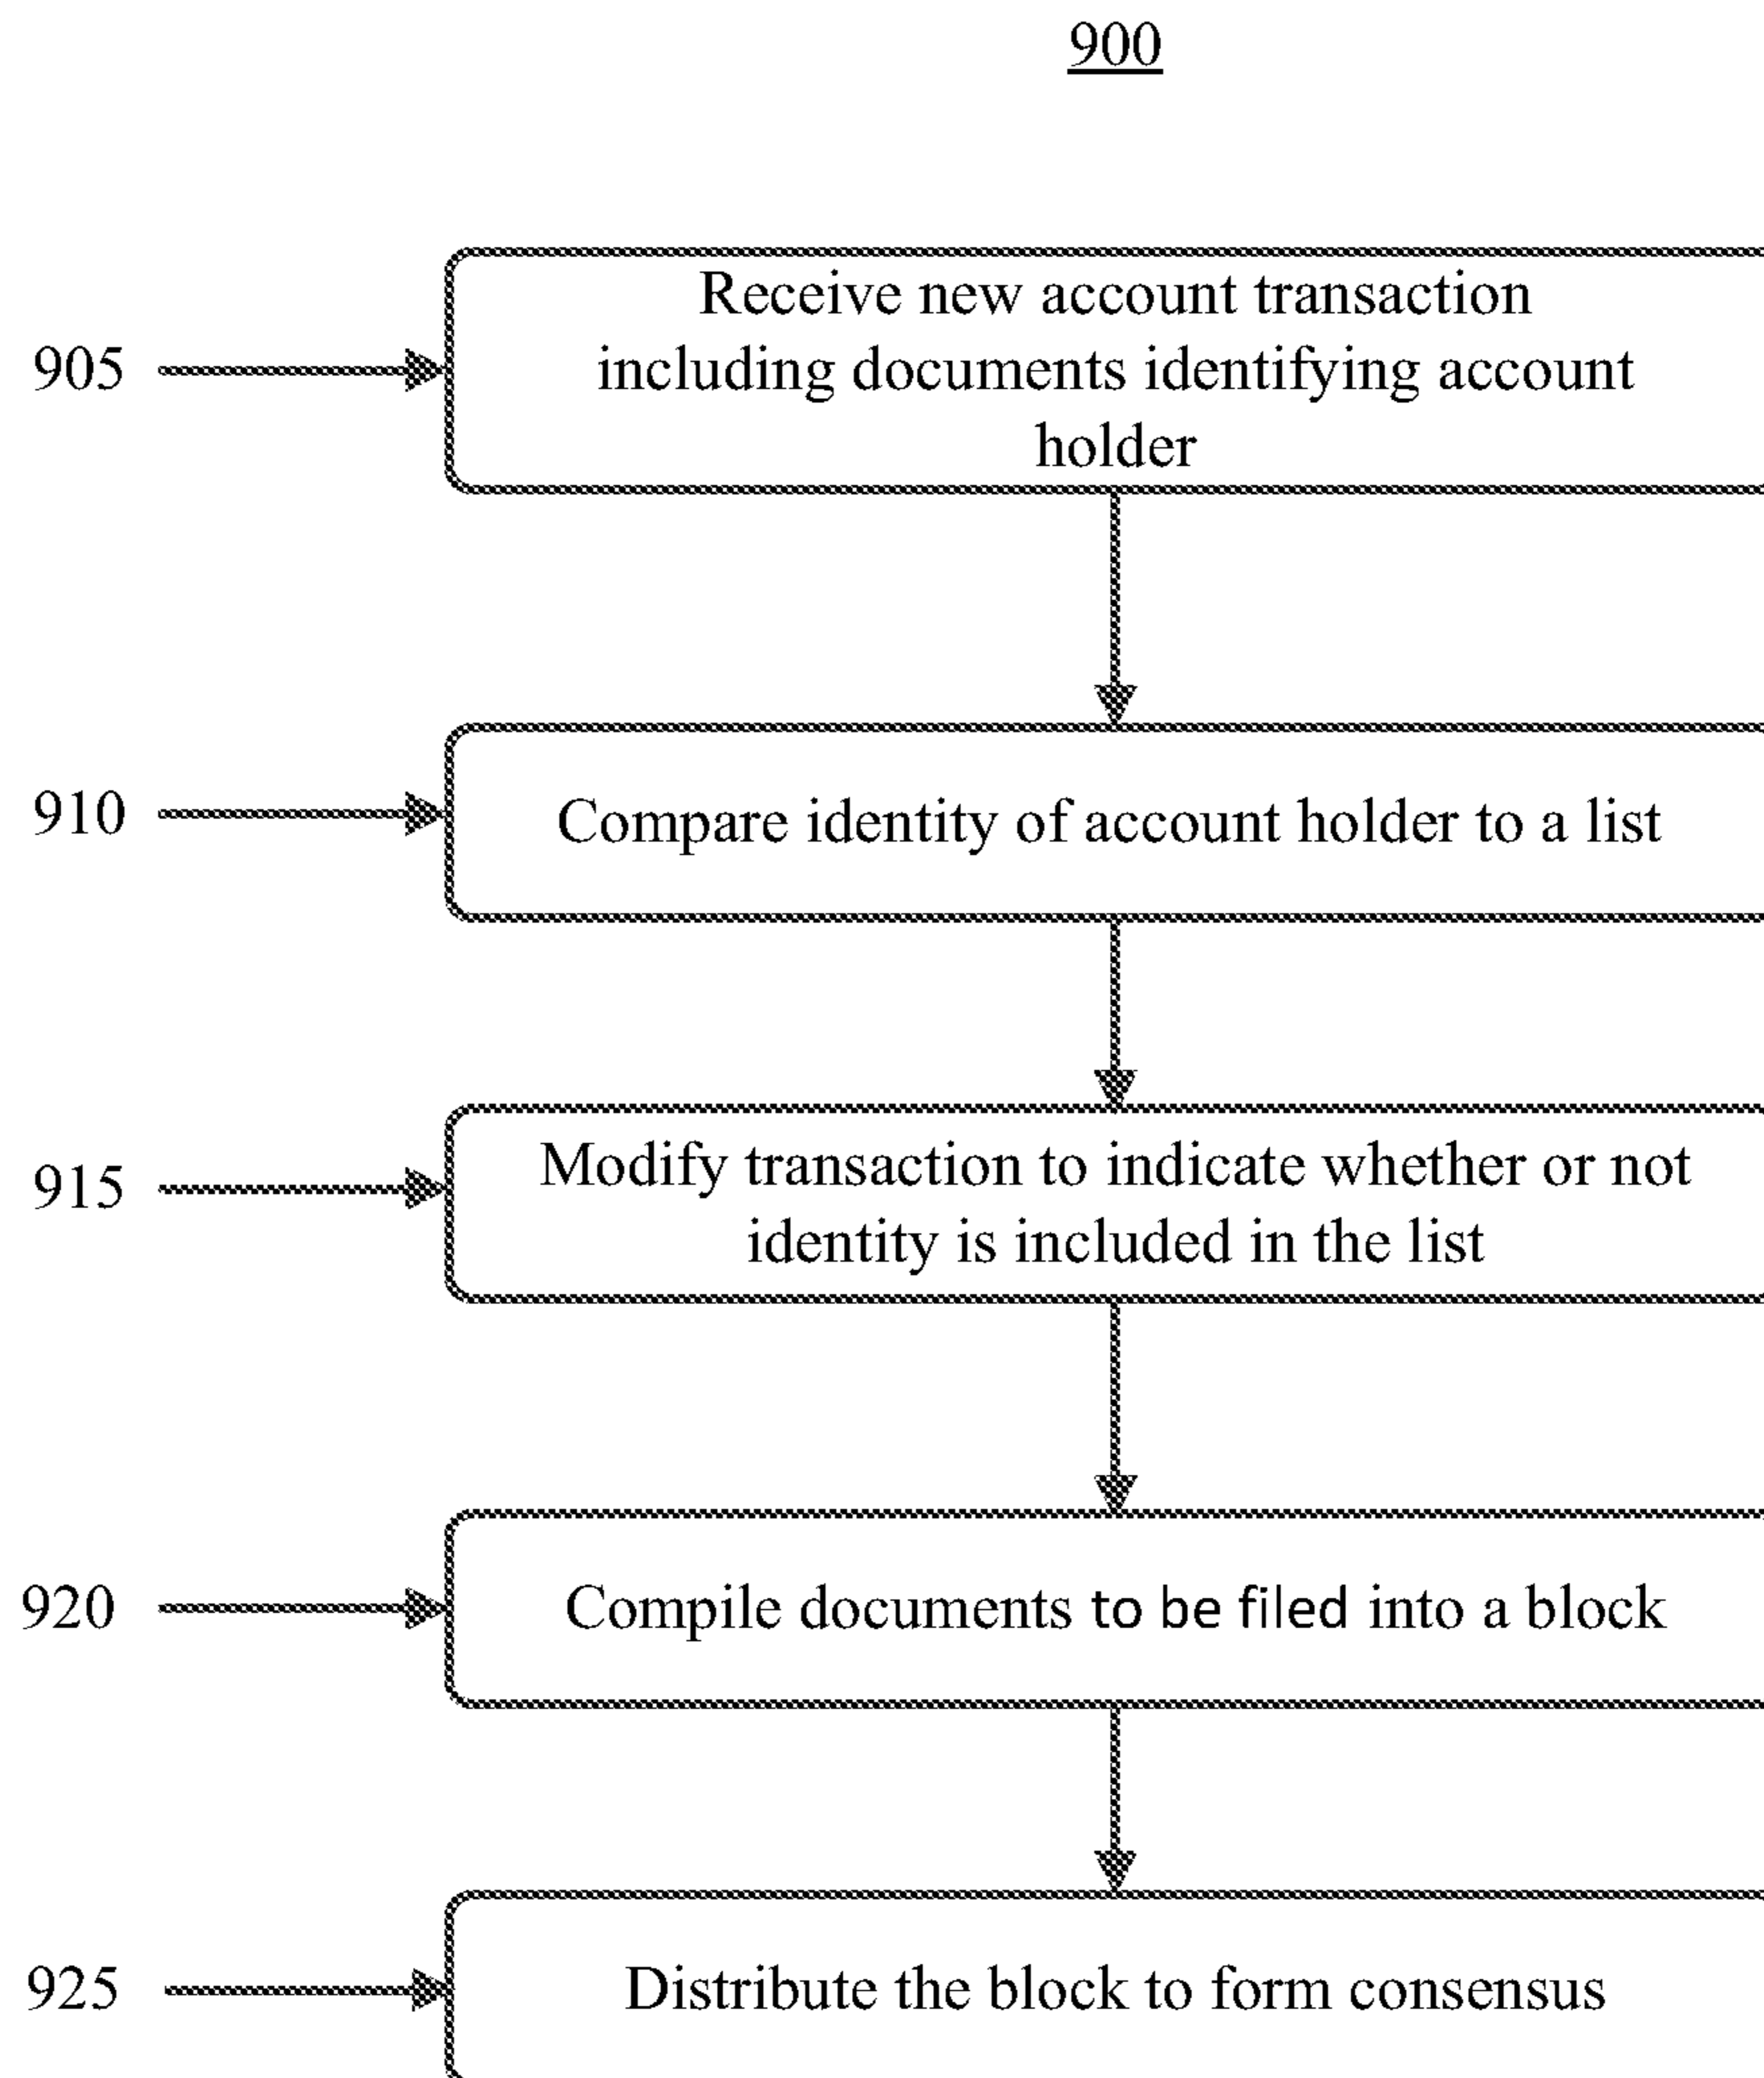 900
905
Receive new account transaction
including documents identifying account
holder
910
Compare identity of account holder to a list
915
Modify transaction to indicate whether or not
identity is included in the list
920
Compile documents to be filed into a block
925
Distribute the block to form consensus